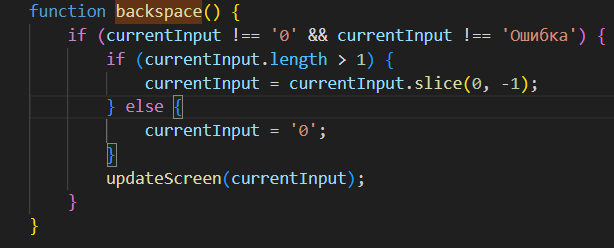 function backspace() {
if (currentInput !== '0' && currentInput !== 'Ошибка') {
if (currentInput.length > 1) {
currentInput = currentInput.slice(0, -1);
} else {
currentInput = '0';
}
updateScreen(currentInput);
}
}